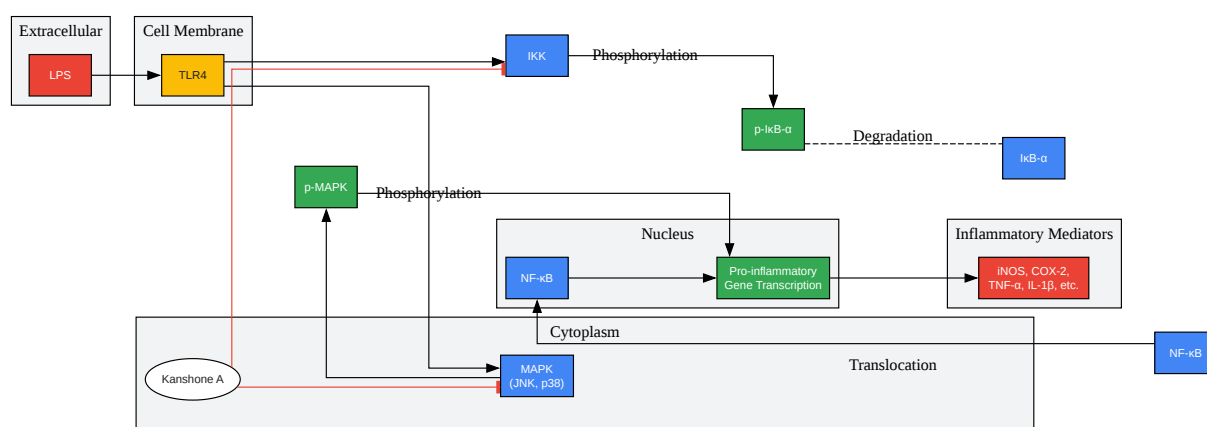 Extracellular
LPS
Cell Membrane
TLR4
IKK
Phosphorylation
p-IκB-α
Degradation
IκB-α
p-MAPK
Phosphorylation
Nucleus
NF-κB
Pro-inflammatory
Gene Transcription
Inflammatory Mediators
iNOS, COX-2,
TNF-α, IL-1β, etc.
Cytoplasm
Kanshone A
MAPK
(JNK, p38)
Translocation
NF-κB